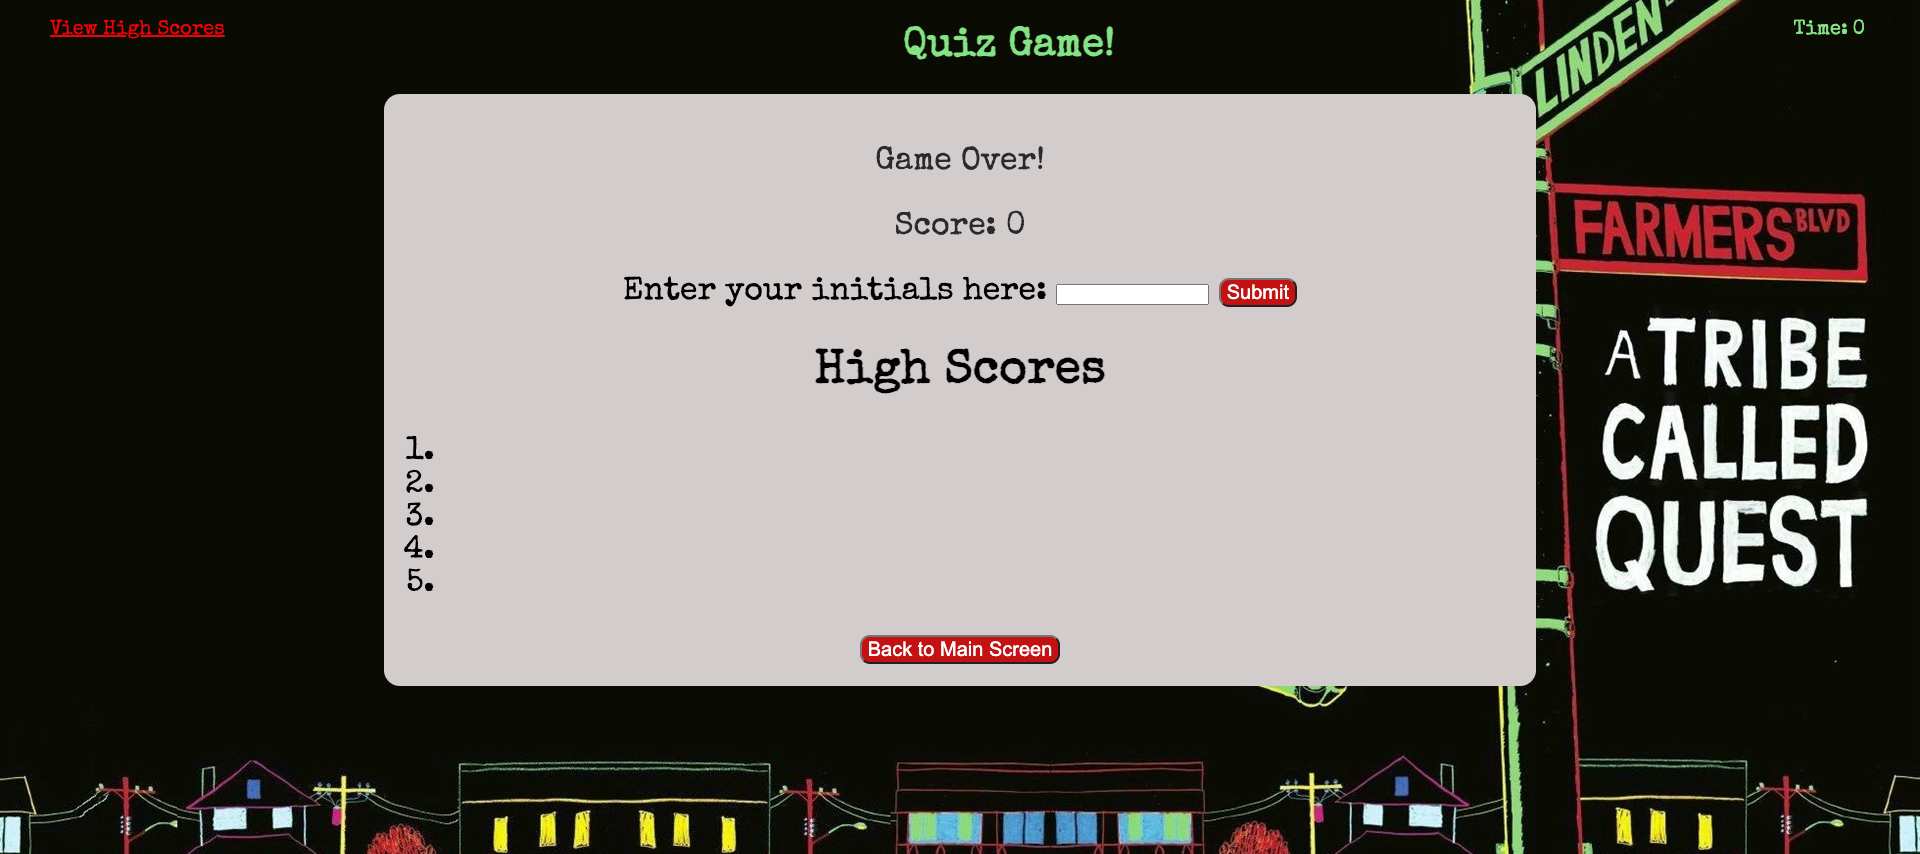 View High Scores
Quiz Game!
Time: 0
LINDEN
Game Over!
Score: 0
FARMERS BLVD
Enter your initials here:
Submit
High Scores
A TRIBE
CALLED
QUEST
1.
2.
3.
4.
5.
Back to Main Screen